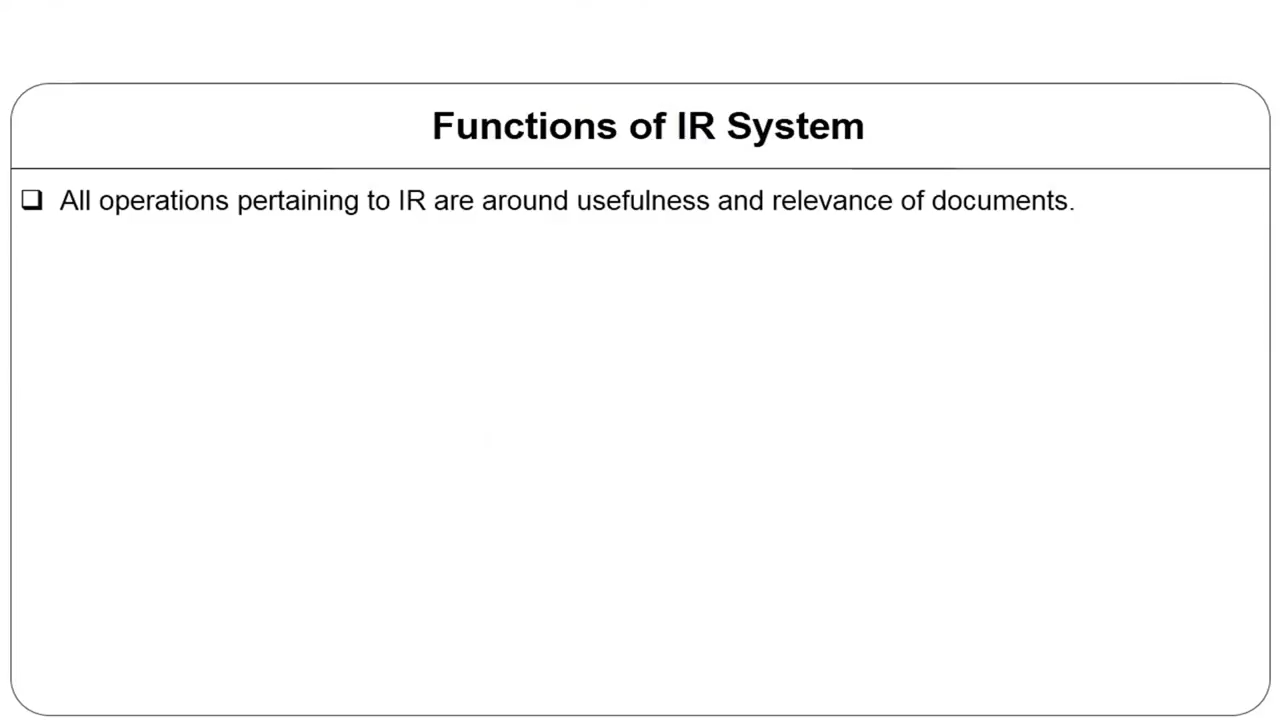 Functions of IR System
All operations pertaining to IR are around usefulness and relevance of documents.